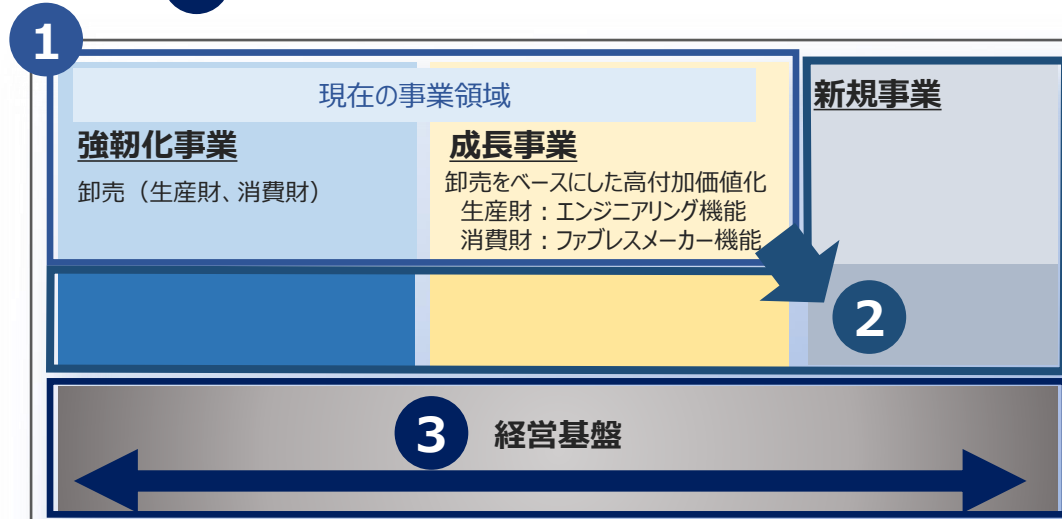 1
現在の事業領域
新規事業
強靭化事業
成長事業
卸売（生産財、消費財）
卸売をベースにした高付加価値化
生産財：エンジニアリング機能
消費財：ファブレスメーカー機能
2
3 経営基盤